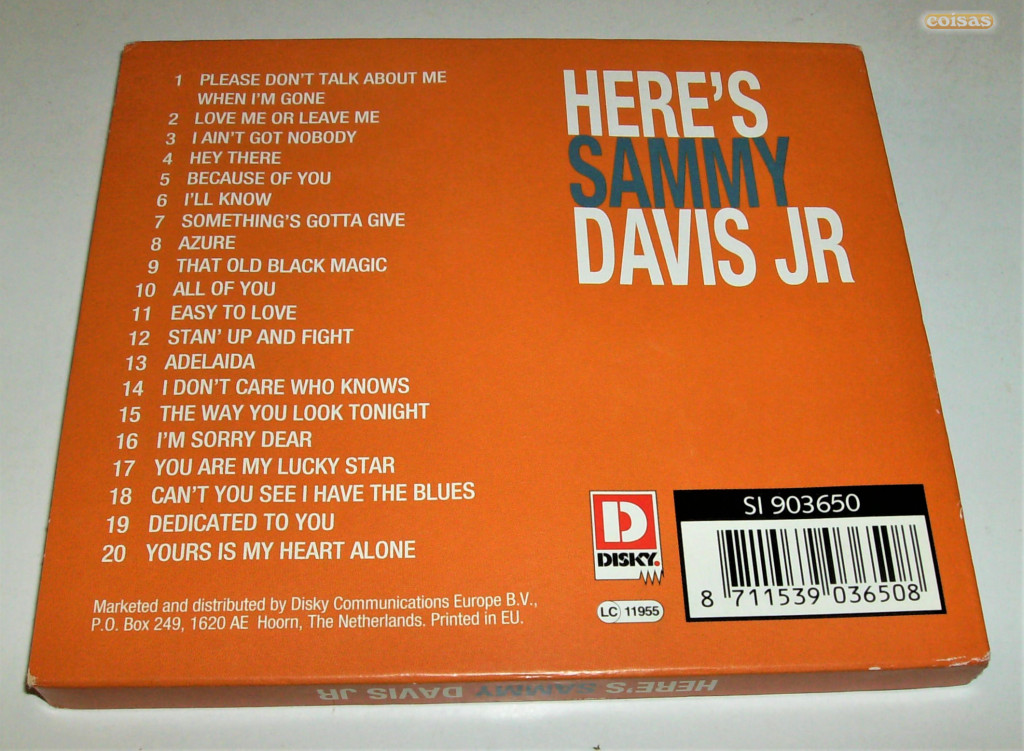 coisas
1 PLEASE DON'T TALK ABOUT ME
WHEN I'M GONE
2 LOVE ME OR LEAVE ME
3 I AIN'T GOT NOBODY
4 HEY THERE
5 BECAUSE OF YOU
6 I'LL KNOW
7 SOMETHING'S GOTTA GIVE
8 AZURE
9 THAT OLD BLACK MAGIC
10 ALL OF YOU
11 EASY TO LOVE
12 STAN' UP AND FIGHT
13 ADELAIDA
14 I DON'T CARE WHO KNOWS
15 THE WAY YOU LOOK TONIGHT
16 I'M SORRY DEAR
17 YOU ARE MY LUCKY STAR
18 CAN'T YOU SEE I HAVE THE BLUES
19 DEDICATED TO YOU
20 YOURS IS MY HEART ALONE
HERE'S
SAMMY
DAVIS JR
Marketed and distributed by Disky Communications Europe B.V.,
P.O. Box 249, 1620 AE Hoorn, The Netherlands. Printed in EU.
D
DISKY.
LC 11955
SI 903650
8 711539 036508
HERE'S SAMMY DAVIS JR